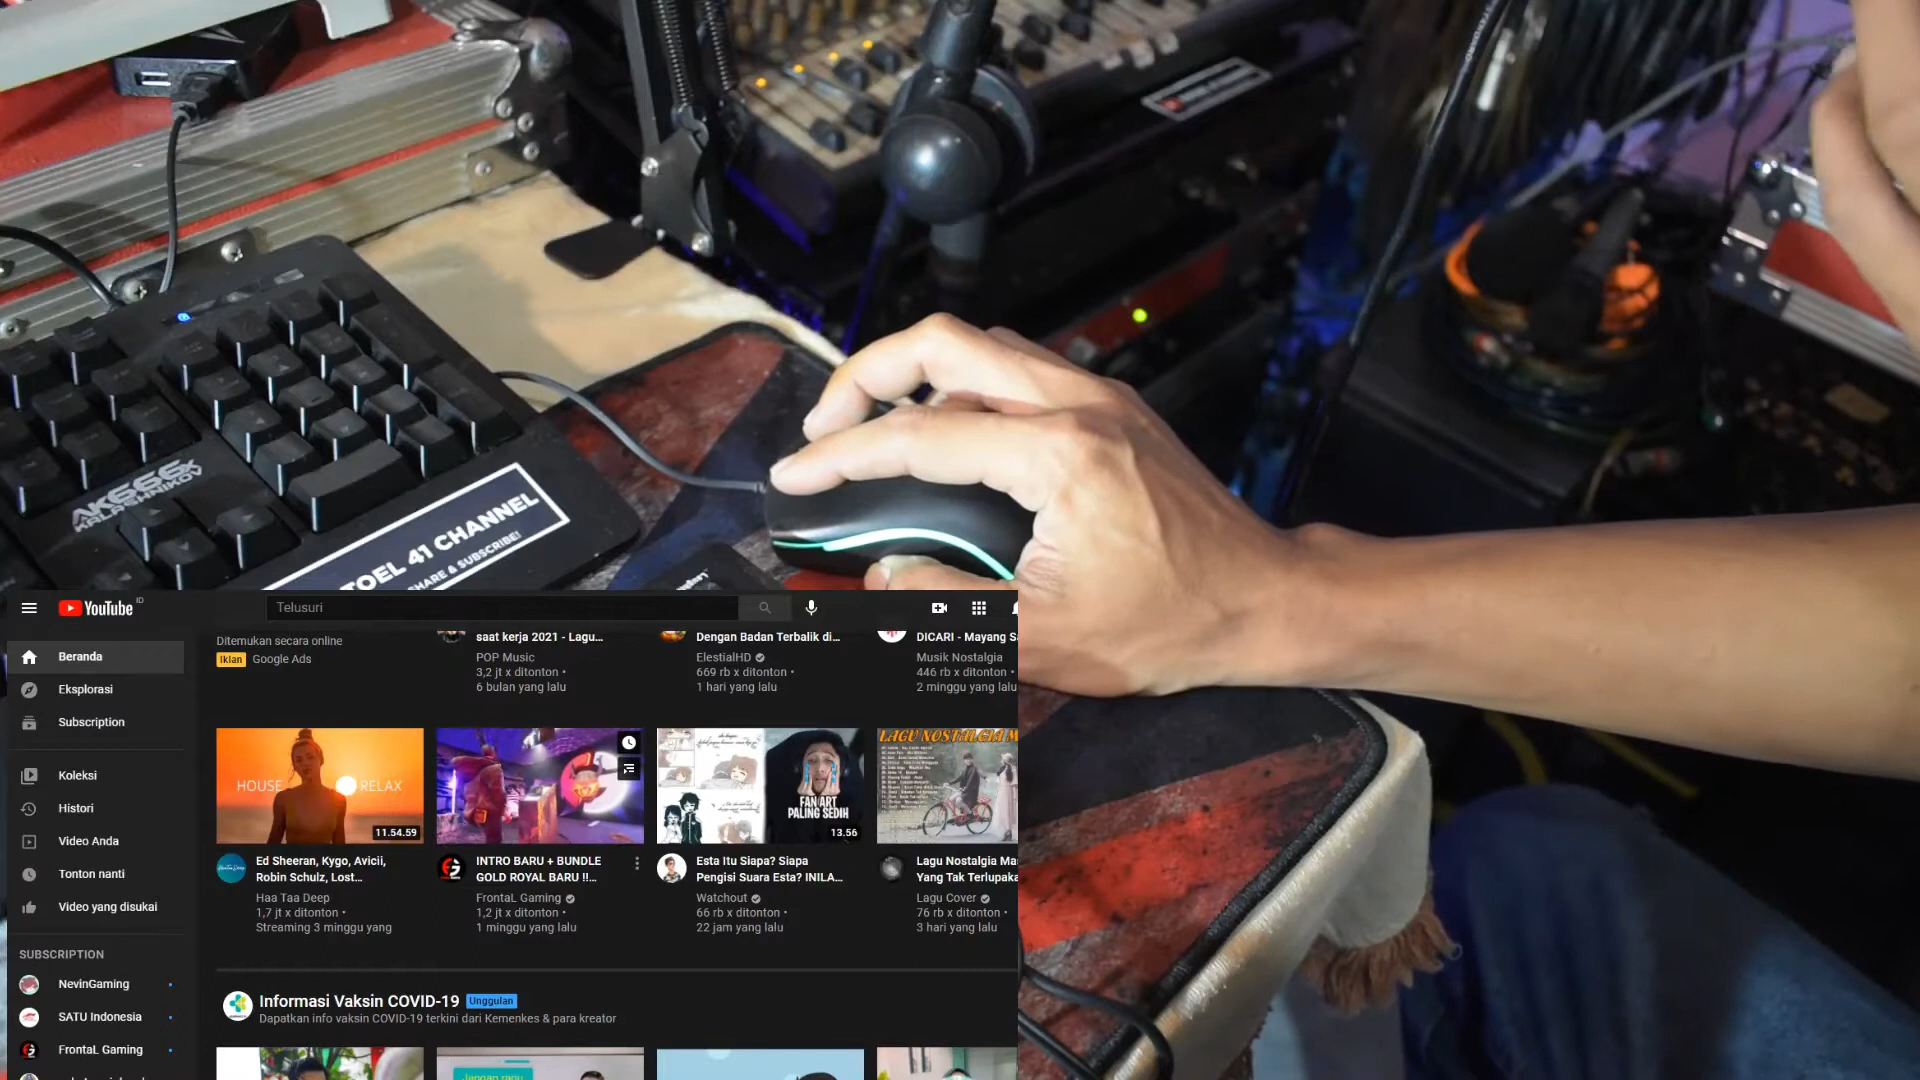 AK666X
KALASHNIKOV
TOEL 41 CHANNEL
SHARE & SUBSCRIBE!
YouTube ID
Telusuri
Beranda
Eksplorasi
Subscription
Koleksi
Histori
Video Anda
Tonton nanti
Video yang disukai
SUBSCRIPTION
NevinGaming
SATU Indonesia
FrontaL Gaming
Ditemukan secara online
Iklan Google Ads
saat kerja 2021 - Lagu...
POP Music
3,2 jt x ditonton •
6 bulan yang lalu
Dengan Badan Terbalik di...
ElestialHD
669 rb x ditonton •
1 hari yang lalu
DICARI - Mayang S
Musik Nostalgia
446 rb x ditonton •
2 minggu yang lalu
HOUSE RELAX
11.54.59
Ed Sheeran, Kygo, Avicii,
Robin Schulz, Lost...
Haa Taa Deep
1,7 jt x ditonton •
Streaming 3 minggu yang
INTRO BARU + BUNDLE
GOLD ROYAL BARU !!...
FrontaL Gaming
1,2 jt x ditonton •
1 minggu yang lalu
FAN ART
PALING SEDIH
13.56
Esta Itu Siapa? Siapa
Pengisi Suara Esta? INILA...
Watchout
66 rb x ditonton •
22 jam yang lalu
LAGU NOSTALGIA M
Lagu Nostalgia Ma
Yang Tak Terlupaka
Lagu Cover
76 rb x ditonton •
3 hari yang lalu
Informasi Vaksin COVID-19 Unggulan
Dapatkan info vaksin COVID-19 terkini dari Kemenkes & para kreator
Jangan ragu